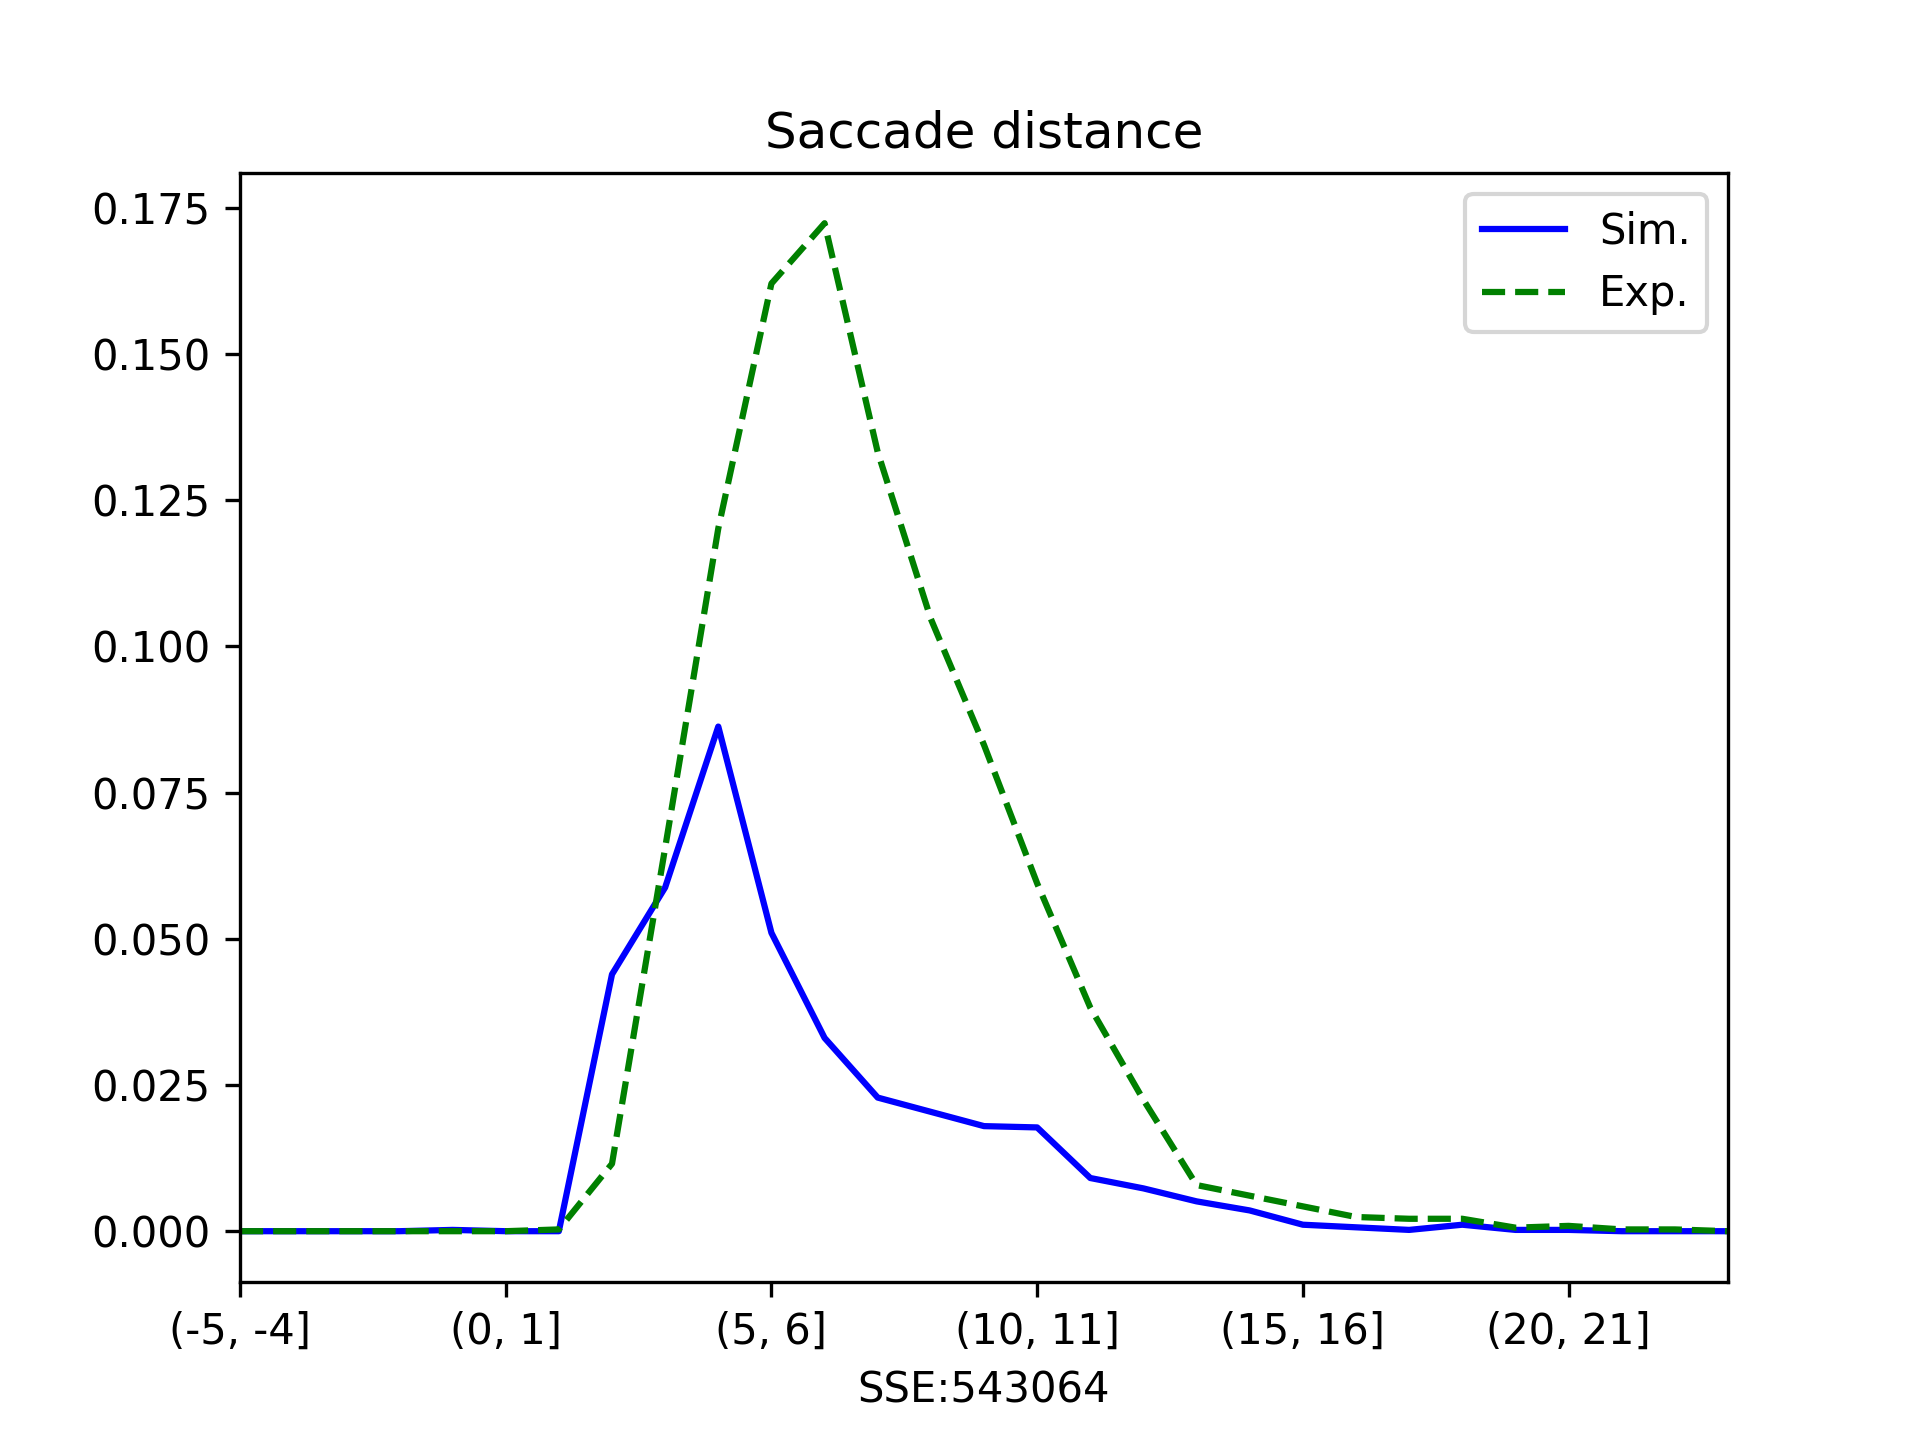 Saccade distance
Sim.
Exp.
0.175
0.150
0.125
0.100
0.075
0.050
0.025
0.000
(-5, -4] (0, 1] (5, 6] (10, 11] (15, 16] (20, 21]
SSE:543064